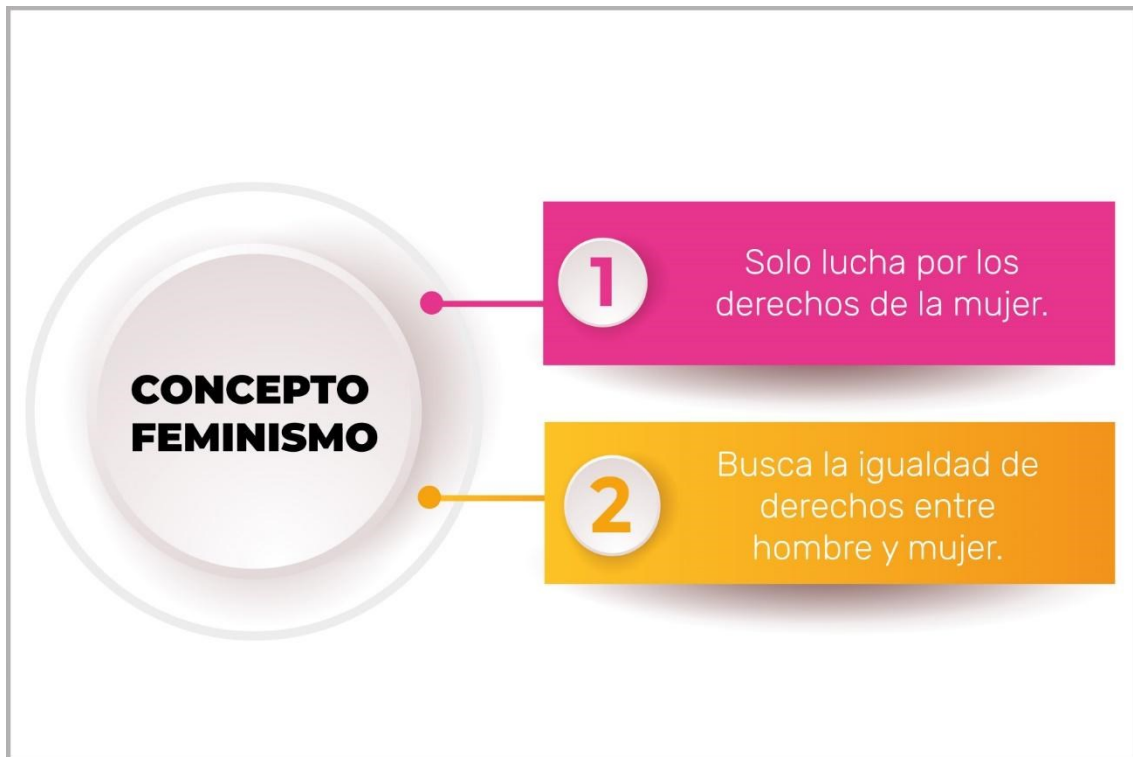 CONCEPTO
FEMINISMO
1
Solo lucha por los
derechos de la mujer.
2
Busca la igualdad de
derechos entre
hombre y mujer.